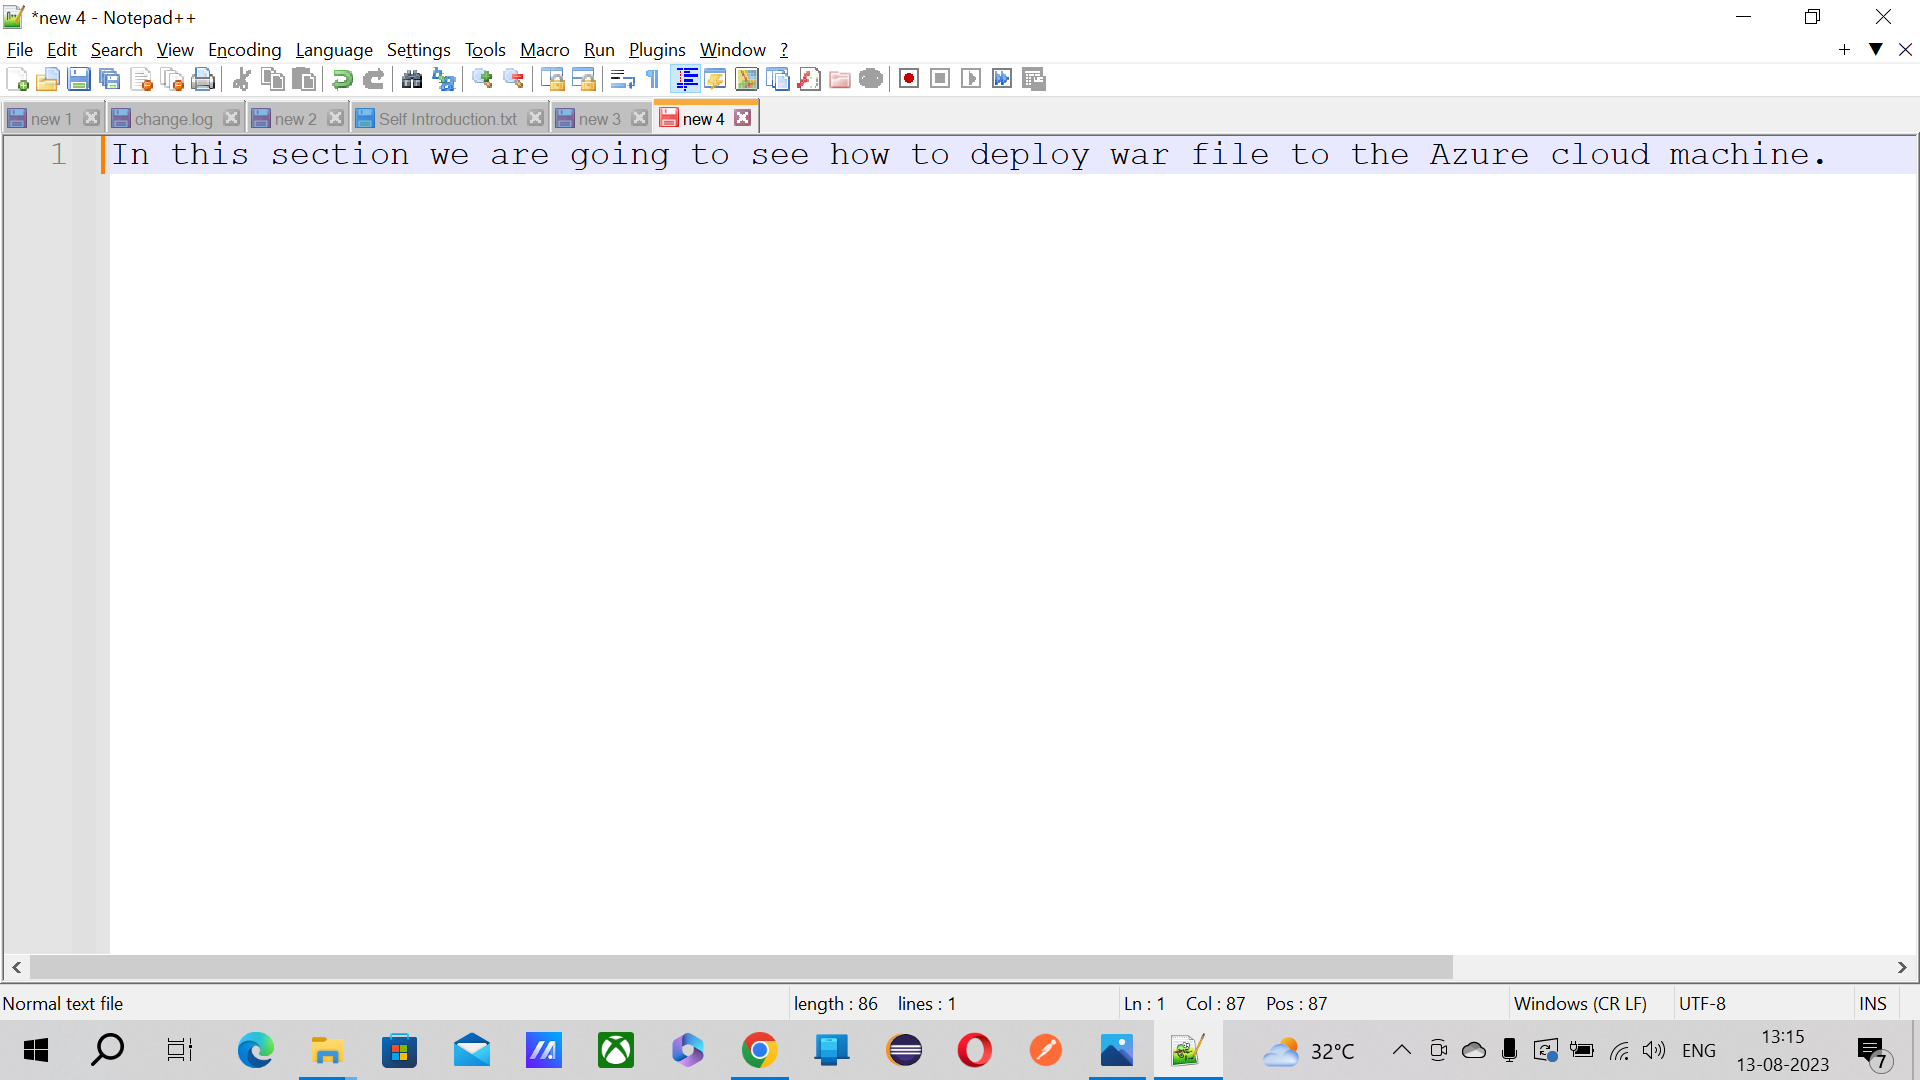 *new 4 - Notepad++
File Edit Search View Encoding Language Settings Tools Macro Run Plugins Window ?
new 1 change.log new 2 Self Introduction.txt new 3 new 4
1 In this section we are going to see how to deploy war file to the Azure cloud machine.
Normal text file length : 86 lines : 1 Ln : 1 Col : 87 Pos : 87 Windows (CR LF) UTF-8 INS
32°C ENG 13:15
13-08-2023 7